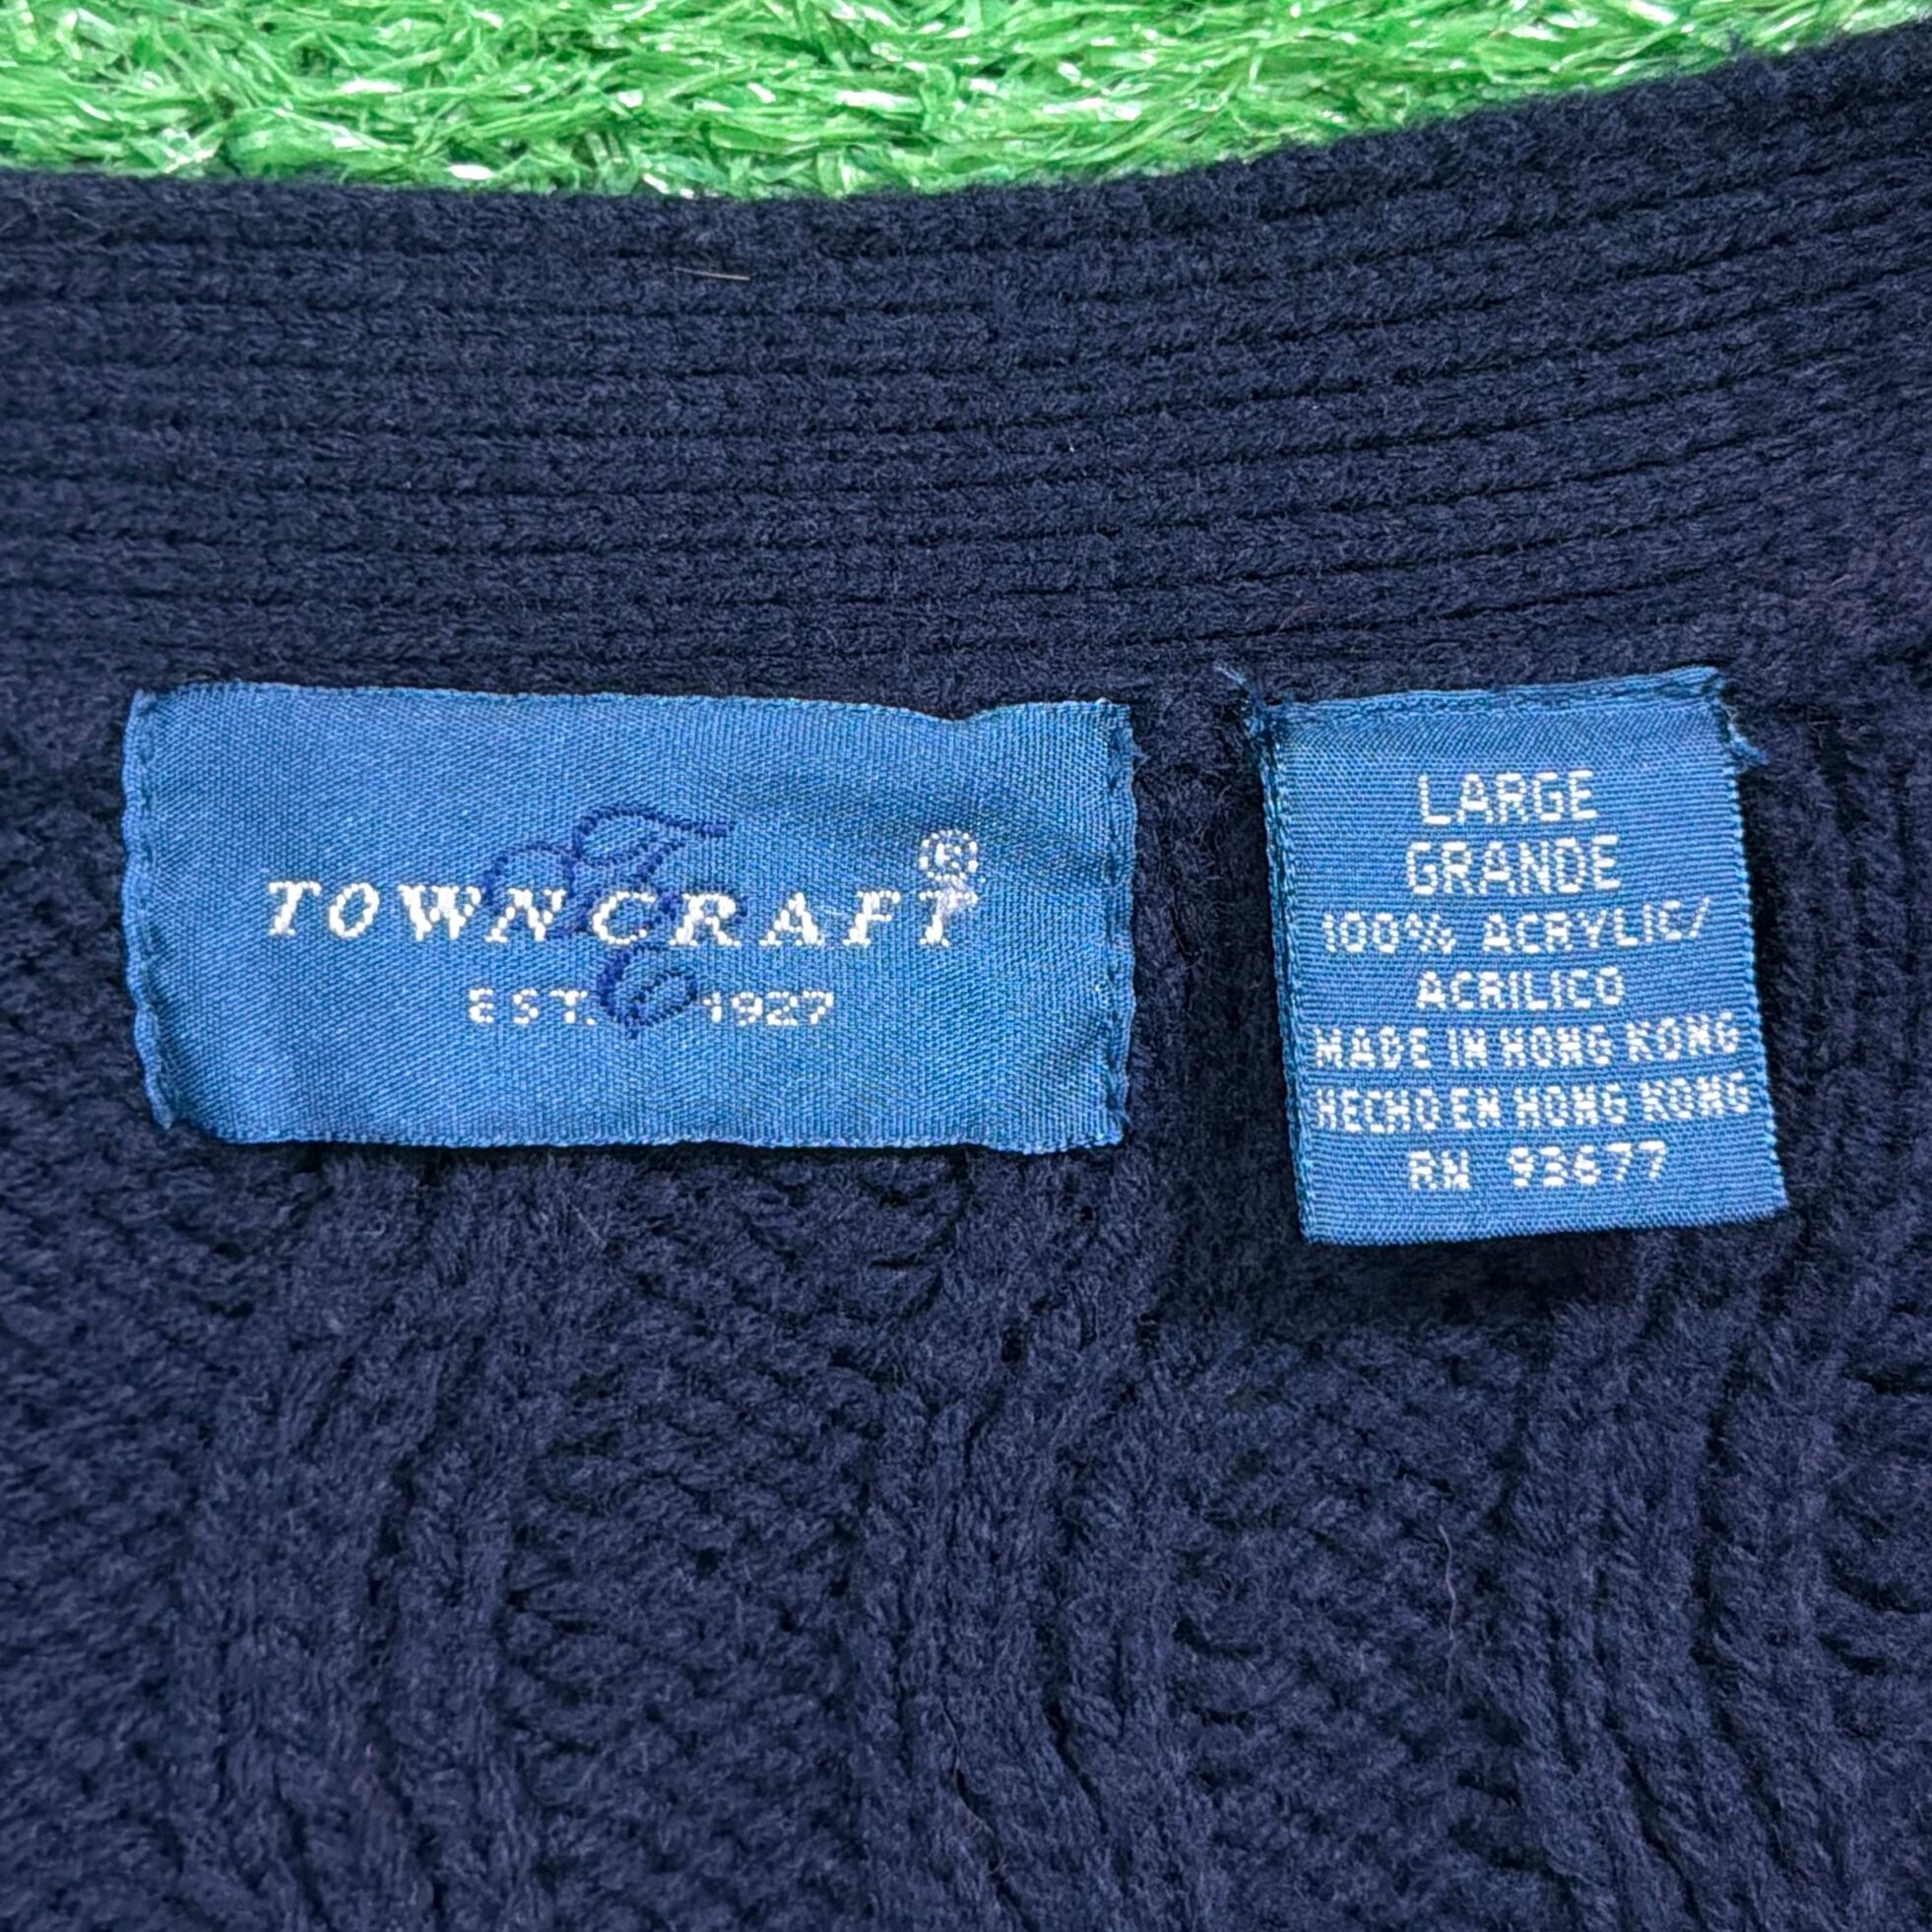 TOWNCRAFT®
EST. 1927
LARGE
GRANDE
100% ACRYLIC/
ACRILICO
MADE IN HONG KONG
HECHO EN HONG KONG
RN 93677